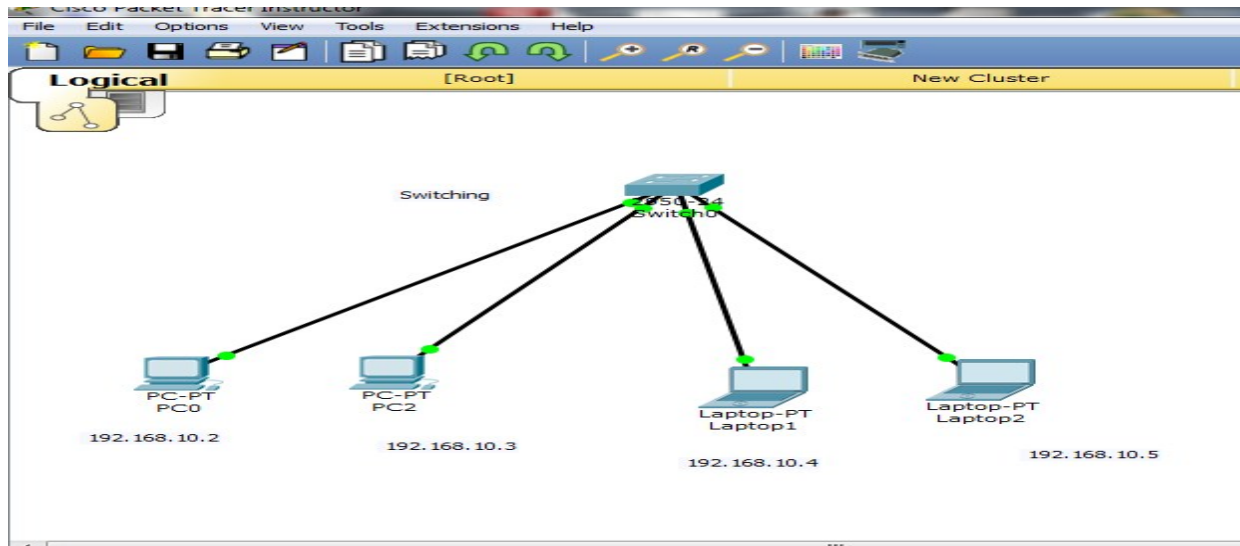 Cisco Packet Tracer Instructor
File Edit Options View Tools Extensions Help
Logical [Root] New Cluster
Switching
2950-24
Switch0
PC-PT
PC0
PC-PT
PC2
Laptop-PT
Laptop1
Laptop-PT
Laptop2
192.168.10.2
192.168.10.3
192.168.10.4
192.168.10.5